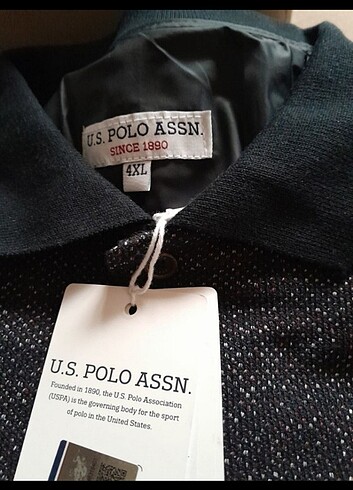 U.S. POLO ASSN.
SINCE 1890
4XL
U.S. POLO ASSN.
Founded in 1890, the U.S. Polo Association
(USPA) is the governing body for the sport
of polo in the United States.